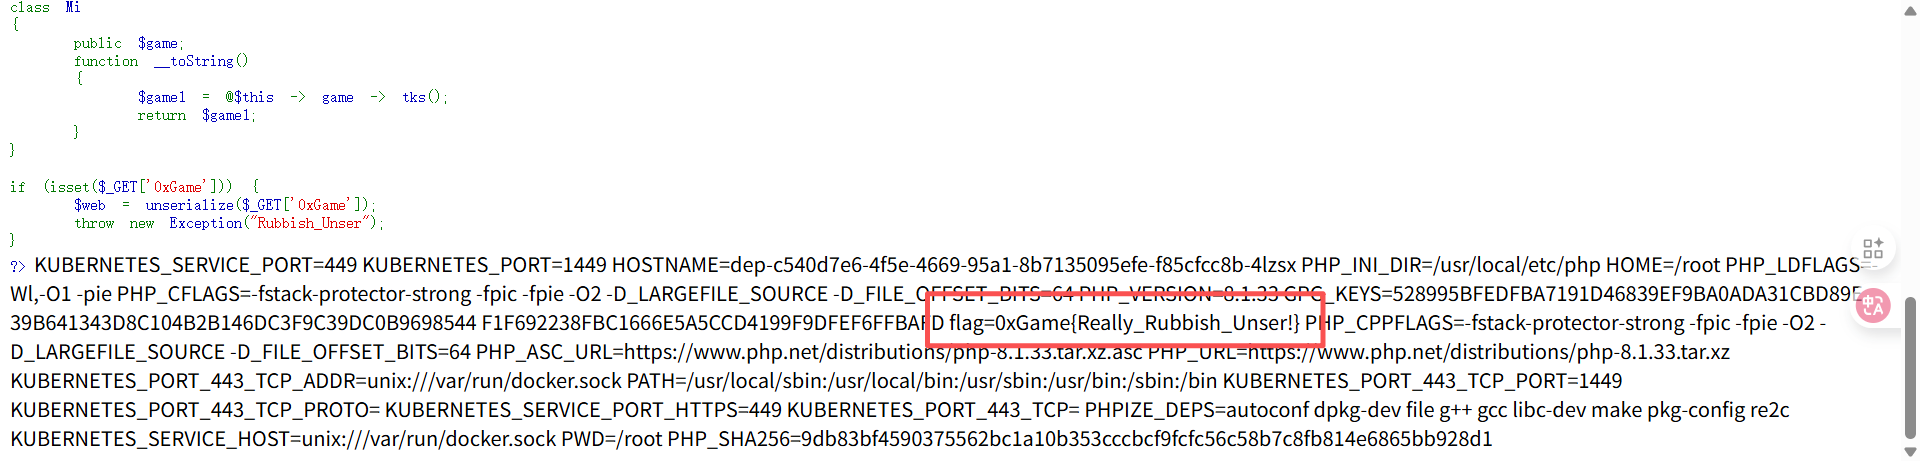 class Mi
{
public $game;
function __toString()
{
$game1 = @$this -> game -> tks();
return $game1;
}
}
if (isset($_GET['0xGame'])) {
$web = unserialize($_GET['0xGame']);
throw new Exception("Rubbish_Unser");
}
?> KUBERNETES_SERVICE_PORT=449 KUBERNETES_PORT=1449 HOSTNAME=dep-c540d7e6-4f5e-4669-95a1-8b7135095efe-f85cfcc8b-4lzsx PHP_INI_DIR=/usr/local/etc/php HOME=/root PHP_LDFLAGS=-
Wl,-O1 -pie PHP_CFLAGS=-fstack-protector-strong -fpic -fpie -O2 -D_LARGEFILE_SOURCE -D_FILE_OFFSET_BITS=64 PHP_VERSION=8.1.33 GPG_KEYS=528995BFEDFBA7191D46839EF9BA0ADA31CBD89E
39B641343D8C104B2B146DC3F9C39DC0B9698544 F1F692238FBC1666E5A5CCD4199F9DFEF6FFBAFD flag=0xGame{Really_Rubbish_Unser!} PHP_CPPFLAGS=-fstack-protector-strong -fpic -fpie -O2 -
D_LARGEFILE_SOURCE -D_FILE_OFFSET_BITS=64 PHP_ASC_URL=https://www.php.net/distributions/php-8.1.33.tar.xz.asc PHP_URL=https://www.php.net/distributions/php-8.1.33.tar.xz
KUBERNETES_PORT_443_TCP_ADDR=unix:///var/run/docker.sock PATH=/usr/local/sbin:/usr/local/bin:/usr/sbin:/usr/bin:/sbin:/bin KUBERNETES_PORT_443_TCP_PORT=1449
KUBERNETES_PORT_443_TCP_PROTO= KUBERNETES_SERVICE_PORT_HTTPS=449 KUBERNETES_PORT_443_TCP= PHPIZE_DEPS=autoconf dpkg-dev file g++ gcc libc-dev make pkg-config re2c
KUBERNETES_SERVICE_HOST=unix:///var/run/docker.sock PWD=/root PHP_SHA256=9db83bf4590375562bc1a10b353cccbcf9fcfc56c58b7c8fb814e6865bb928d1